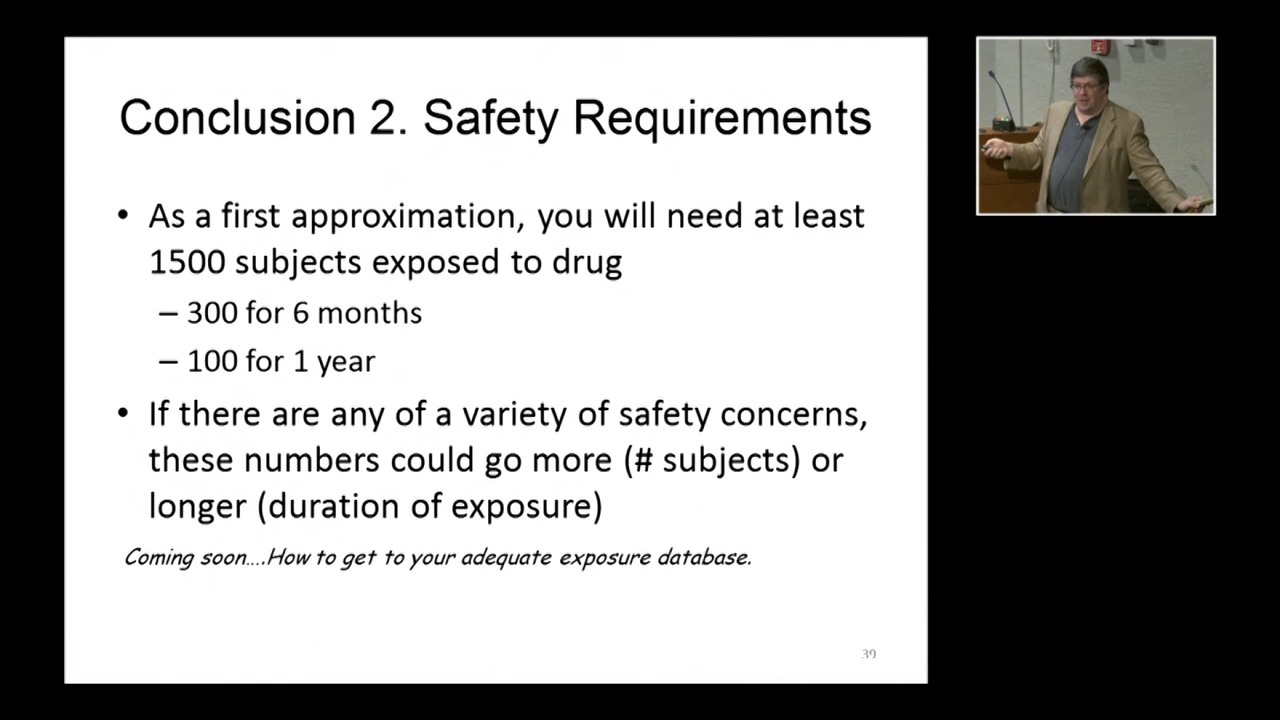 Conclusion 2. Safety Requirements
• As a first approximation, you will need at least
1500 subjects exposed to drug
– 300 for 6 months
– 100 for 1 year
• If there are any of a variety of safety concerns,
these numbers could go more (# subjects) or
longer (duration of exposure)
Coming soon….How to get to your adequate exposure database.
39